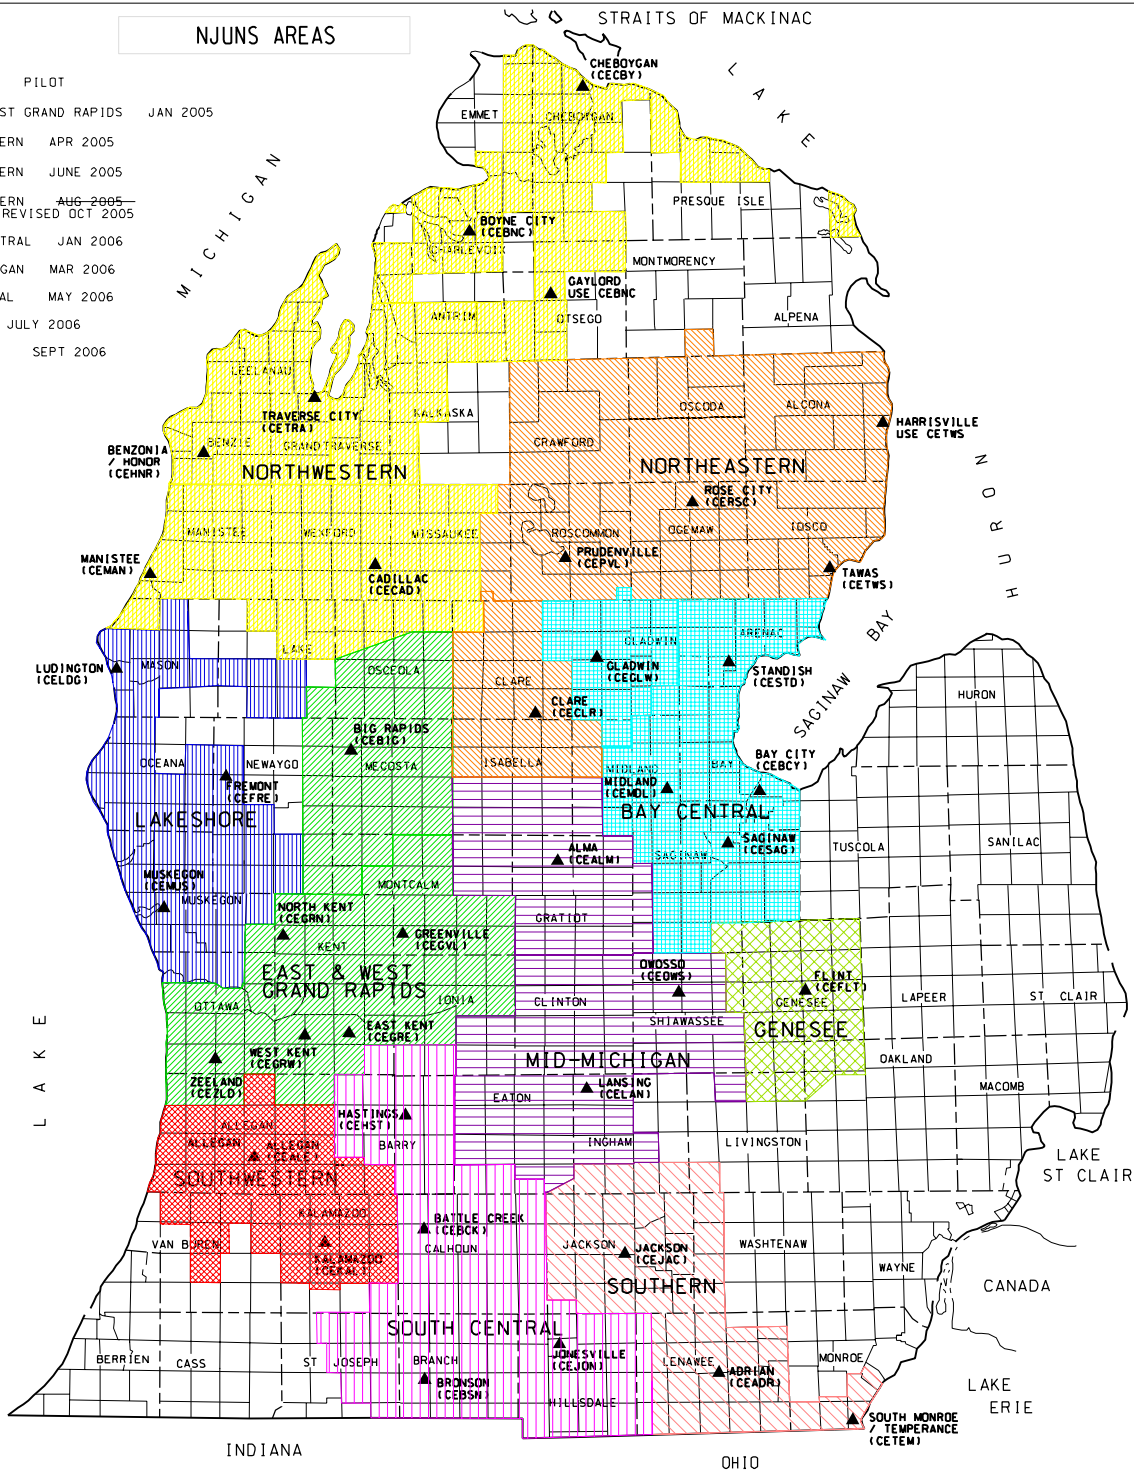 STRAITS OF MACKINAC
NJUNS AREAS
PILOT
ST GRAND RAPIDS JAN 2005
ERN APR 2005
ERN JUNE 2005
ERN AUG 2005
REVISED OCT 2005
TRAL JAN 2006
GAN MAR 2006
AL MAY 2006
JULY 2006
SEPT 2006
LAKE
MICHIGAN
LAKE
HURON
CHEBOYGAN
(CECBY)
EMMET
CHEBOYGAN
PRESQUE ISLE
BOYNE CITY
(CEBNC)
CHARLEVOIX
MONTMORENCY
GAYLORD
USE CEBNC
ANTRIM
OTSEGO
ALPENA
LEELANAU
TRAVERSE CITY
(CETRA)
KALKASKA
OSCODA
ALCONA
HARRISVILLE
USE CETWS
BENZONIA
/ HONOR
(CEHNR)
BENZIE
GRAND TRAVERSE
CRAWFORD
NORTHWESTERN
NORTHEASTERN
ROSE CITY
(CERSC)
MANISTEE
WEXFORD
MISSAUKEE
ROSCOMMON
OGEMAW
IOSCO
PRUDENVILLE
(CEPVL)
MANISTEE
(CEMAN)
CADILLAC
(CECAD)
TAWAS
(CETWS)
SAGINAW BAY
LUDINGTON
(CELDG)
MASON
LAKE
OSCEOLA
CLARE
GLADWIN
ARENAC
GLADWIN
(CEGLW)
STANDISH
(CESTD)
CLARE
(CECLR)
HURON
BIG RAPIDS
(CEBIG)
OCEANA
NEWAYGO
MECOSTA
ISABELLA
MIDLAND
BAY
BAY CITY
(CEBCY)
FREMONT
(CEFRE)
MIDLAND
(CEMDL)
LAKESHORE
BAY CENTRAL
ALMA
(CEALM)
SAGINAW
(CESAG)
SAGINAW
TUSCOLA
SANILAC
MUSKEGON
(CEMUS)
MUSKEGON
MONTCALM
NORTH KENT
(CEGRN)
KENT
GREENVILLE
(CEGVL)
GRATIOT
EAST & WEST
GRAND RAPIDS
OWOSSO
(CEOWS)
FLINT
(CEFLT)
OTTAWA
IONIA
CLINTON
GENESEE
LAPEER
ST CLAIR
SHIAWASSEE
GENESEE
EAST KENT
(CEGRE)
WEST KENT
(CEGRW)
MID-MICHIGAN
OAKLAND
ZEELAND
(CEZLD)
LANSING
(CELAN)
MACOMB
EATON
HASTINGS
(CEHST)
ALLEGAN
ALLEGAN
BARRY
INGHAM
LIVINGSTON
ALLEGAN
(CEALE)
LAKE
ST CLAIR
SOUTHWESTERN
KALAMAZOO
BATTLE CREEK
(CEBCK)
VAN BUREN
CALHOUN
JACKSON
JACKSON
(CEJAC)
WASHTENAW
KALAMAZOO
(CEKAL)
WAYNE
SOUTHERN
CANADA
SOUTH CENTRAL
BERRIEN
CASS
ST JOSEPH
BRANCH
JONESVILLE
(CEJON)
LENAWEE
MONROE
BRONSON
(CEBSN)
ADRIAN
(CEADR)
HILLSDALE
LAKE
ERIE
SOUTH MONROE
/ TEMPERANCE
(CETEM)
INDIANA
OHIO